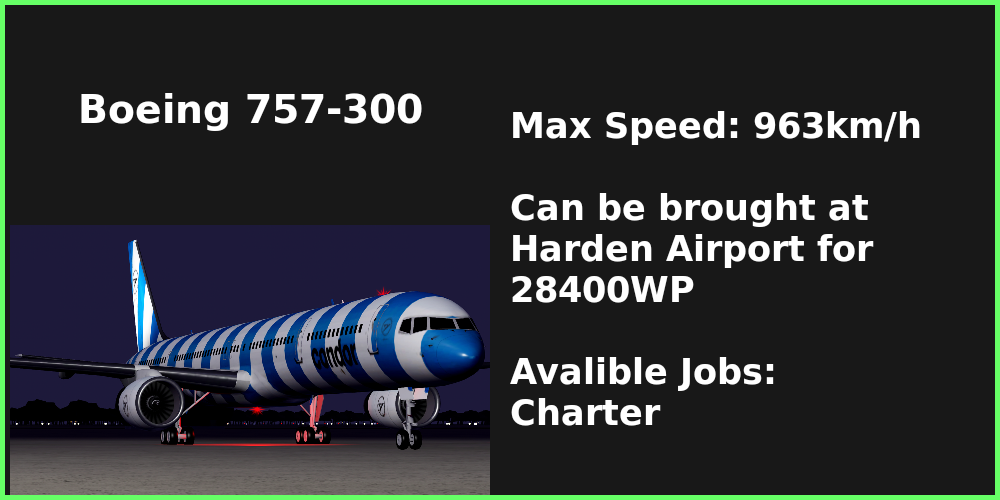 Boeing 757-300
Max Speed: 963km/h
Can be brought at
Harden Airport for
28400WP
Avalible Jobs:
Charter
condor